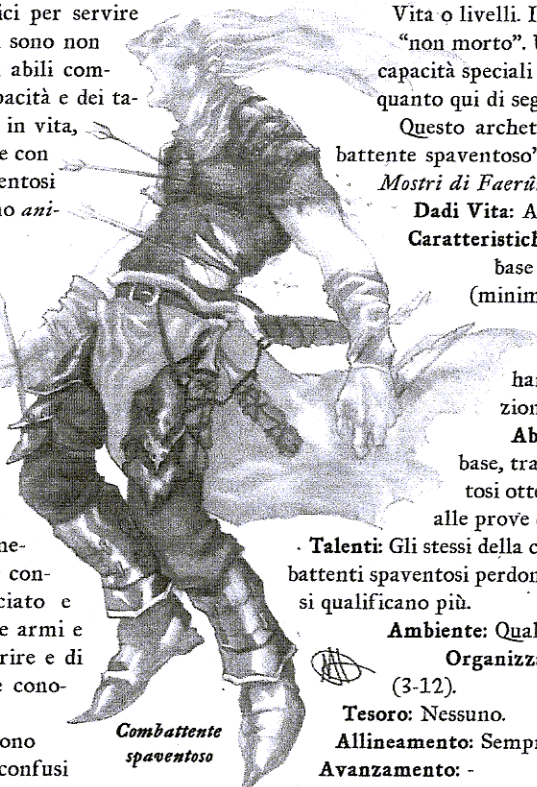 ici per servire
sono non
abili com-
pacità e dei ta-
in vita,
e con
entosi
no ani-
ne-
con-
ciato e
e armi e
rire e di
e cono-
ono
confusi
Combattente
spaventoso
Vita o livelli. I
"non morto". U
capacità speciali
quanto qui di seg
Questo archet
battente spaventoso"
Mostri di Faerû
Dadi Vita: A
Caratteristich
base
(minim
han
zion
Ab
base, tra
tosi otte
alle prove
Talenti: Gli stessi della c
battenti spaventosi perdon
si qualificano più.
Ambiente: Qual
Organizza
(3-12).
Tesoro: Nessuno.
Allineamento: Sempr
Avanzamento: -